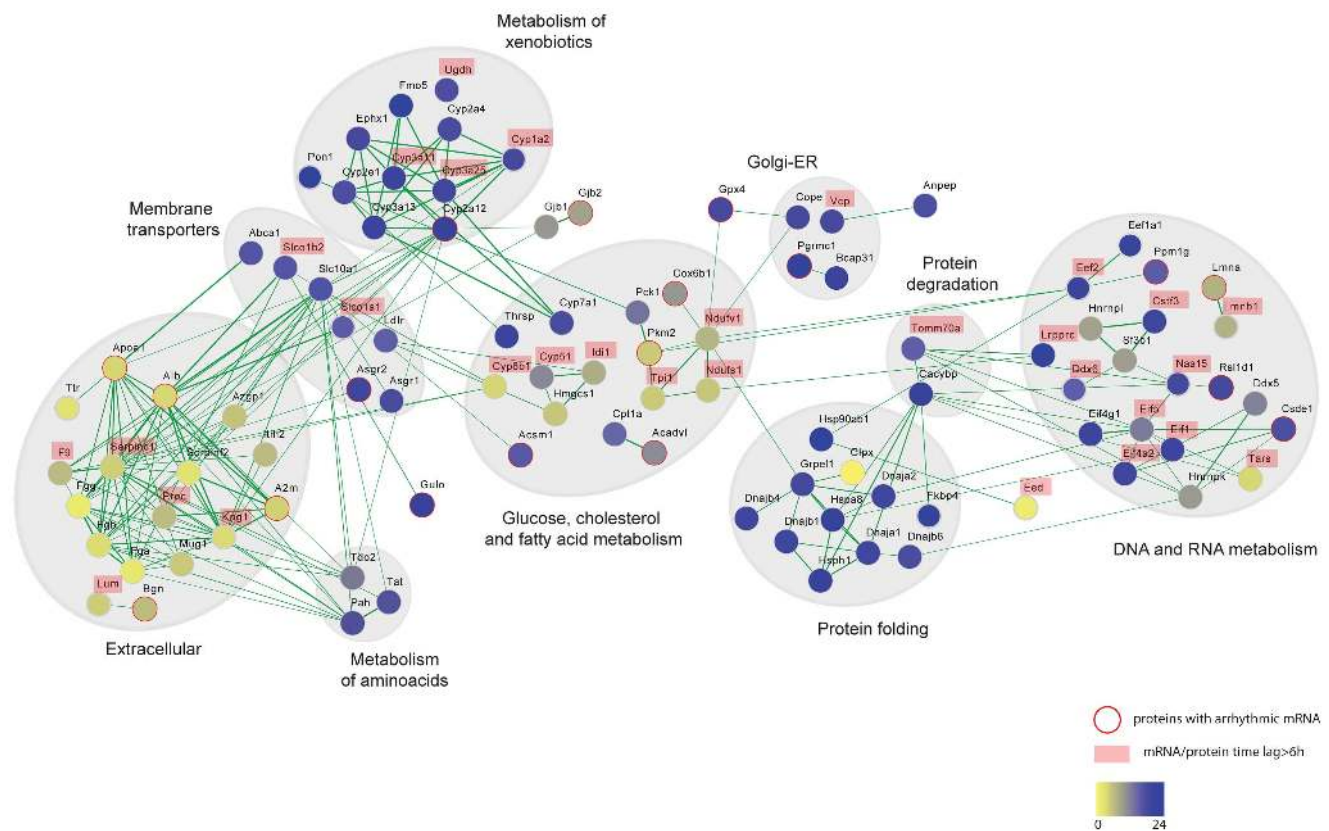 Metabolism of
xenobiotics
Ugdh
Fmo5
Cyp2a4
Ephx1
Cyp1a2
Cyp3a11
Cyp3a25
Pon1
Cyp2e1
Cyp3a13
Cyp2a12
Gjb2
Gjb1
Membrane
transporters
Abca1
Slco1b2
Slc10a1
Slco1a1
Ldlr
Asgr2
Asgr1
Golgi-ER
Gpx4
Cope
Vcp
Anpep
Pgrmc1
Bcap31
Protein
degradation
Tomm70a
Cacybp
Eef1a1
Ppm1g
Eef2
Lmna
Hnrnpl
Cstf3
lmnb1
Lrpprc
Sf3b1
Ddx6
Naa15
Rsl1d1
Ddx5
Eif4g1
Csde1
Eif1
Eif4a2
Tars
Hnrnpk
DNA and RNA metabolism
Cox6b1
Pck1
Cyp7a1
Thrsp
Ndufv1
Pkm2
Cyp8b1
Cyp51
Idi1
Tpi1
Ndufs1
Hmgcs1
Cpt1a
Acadvl
Acsm1
Glucose, cholesterol
and fatty acid metabolism
Apoa1
Alb
Ttr
Azgp1
Itih2
F9
Serpinc1
Fgg
Proc
A2m
Kng1
Fgb
Fga
Mug1
Lum
Bgn
Extracellular
Gulo
Tdo2
Tat
Pah
Metabolism
of aminoacids
Hsp90ab1
Clpx
Grpel1
Dnaja2
Dnajb4
Hspa8
Fkbp4
Eed
Dnajb1
Dnaja1
Dnajb6
Hsph1
Protein folding
proteins with arrhythmic mRNA
mRNA/protein time lag>6h
0 24